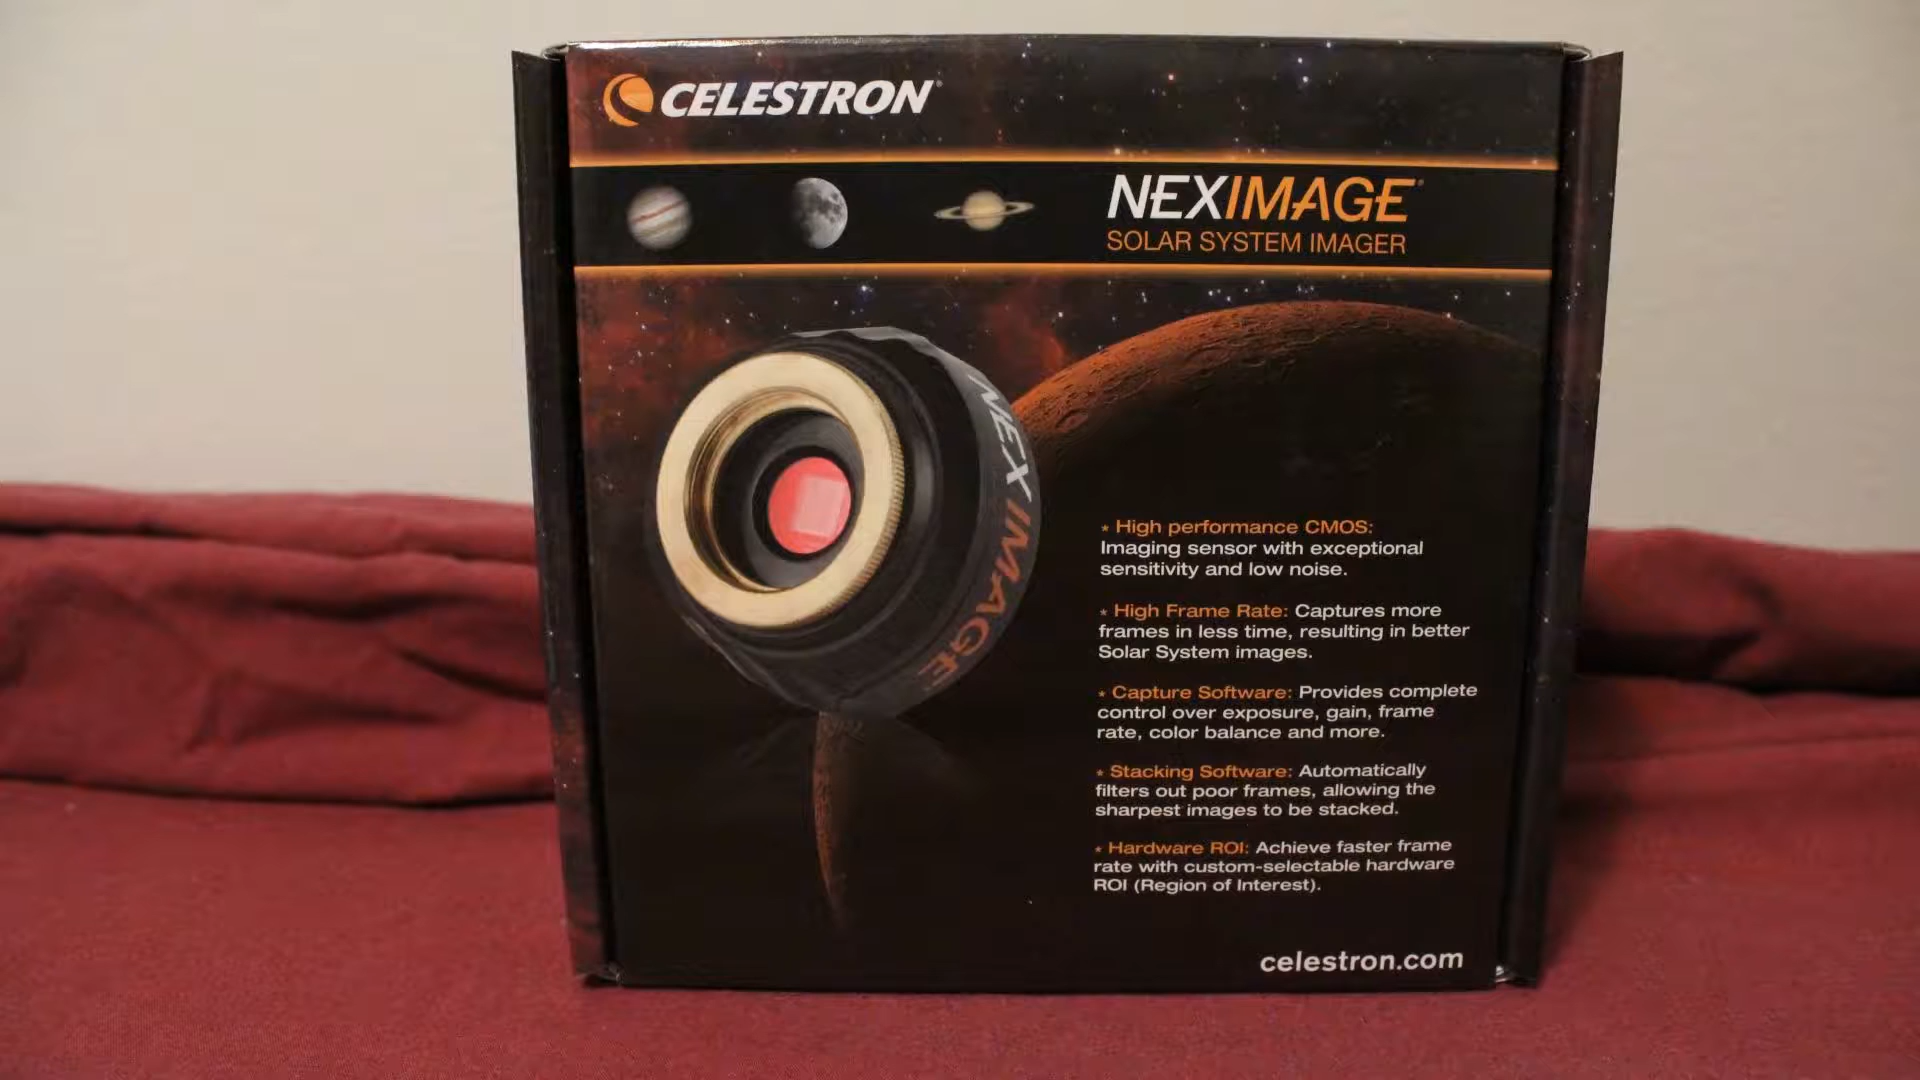 CELESTRON®
NEXIMAGE®
SOLAR SYSTEM IMAGER
NEXIMAGE
* High performance CMOS:
Imaging sensor with exceptional
sensitivity and low noise.
* High Frame Rate: Captures more
frames in less time, resulting in better
Solar System images.
* Capture Software: Provides complete
control over exposure, gain, frame
rate, color balance and more.
* Stacking Software: Automatically
filters out poor frames, allowing the
sharpest images to be stacked.
* Hardware ROI: Achieve faster frame
rate with custom-selectable hardware
ROI (Region of Interest).
celestron.com